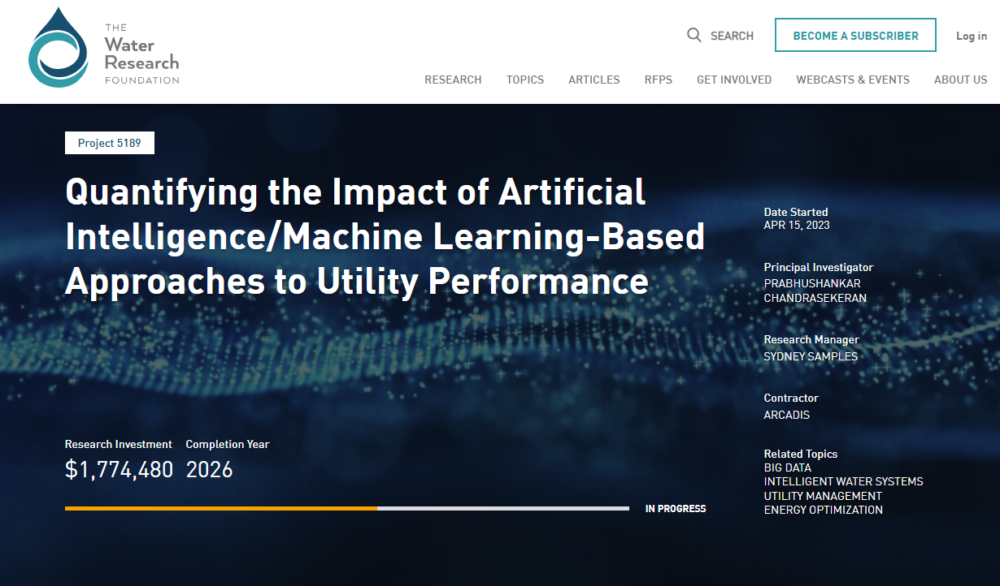 THE
Water
Research
FOUNDATION
SEARCH
BECOME A SUBSCRIBER
Log in
RESEARCH
TOPICS
ARTICLES
RFPS
GET INVOLVED
WEBCASTS & EVENTS
ABOUT US
Project 5189
Quantifying the Impact of Artificial
Intelligence/Machine Learning-Based
Approaches to Utility Performance
Research Investment
$1,774,480
Completion Year
2026
IN PROGRESS
Date Started
APR 15, 2023
Principal Investigator
PRABHUSHANKAR
CHANDRASEKERAN
Research Manager
SYDNEY SAMPLES
Contractor
ARCADIS
Related Topics
BIG DATA
INTELLIGENT WATER SYSTEMS
UTILITY MANAGEMENT
ENERGY OPTIMIZATION